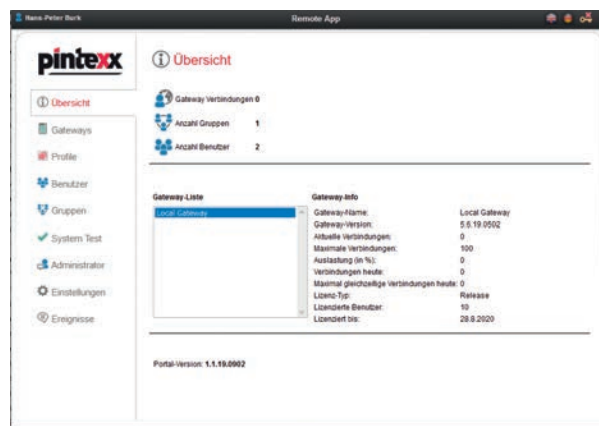 Hans-Peter Burk
Remote App
pintexx
Übersicht
Übersicht
Gateways
Profile
Benutzer
Gruppen
System Test
Administrator
Einstellungen
Ereignisse
Gateway Verbindungen 0
Anzahl Gruppen 1
Anzahl Benutzer 2
Gateway-Liste
Local Gateway
Gateway-Info
Gateway-Name: Local Gateway
Gateway-Version: 5.6.19.0502
Aktuelle Verbindungen: 0
Maximale Verbindungen: 100
Auslastung (in %): 0
Verbindungen heute: 0
Maximal gleichzeitige Verbindungen heute: 0
Lizenz-Typ: Release
Lizenzierte Benutzer: 10
Lizenziert bis: 28.8.2020
Portal-Version: 1.1.19.0902